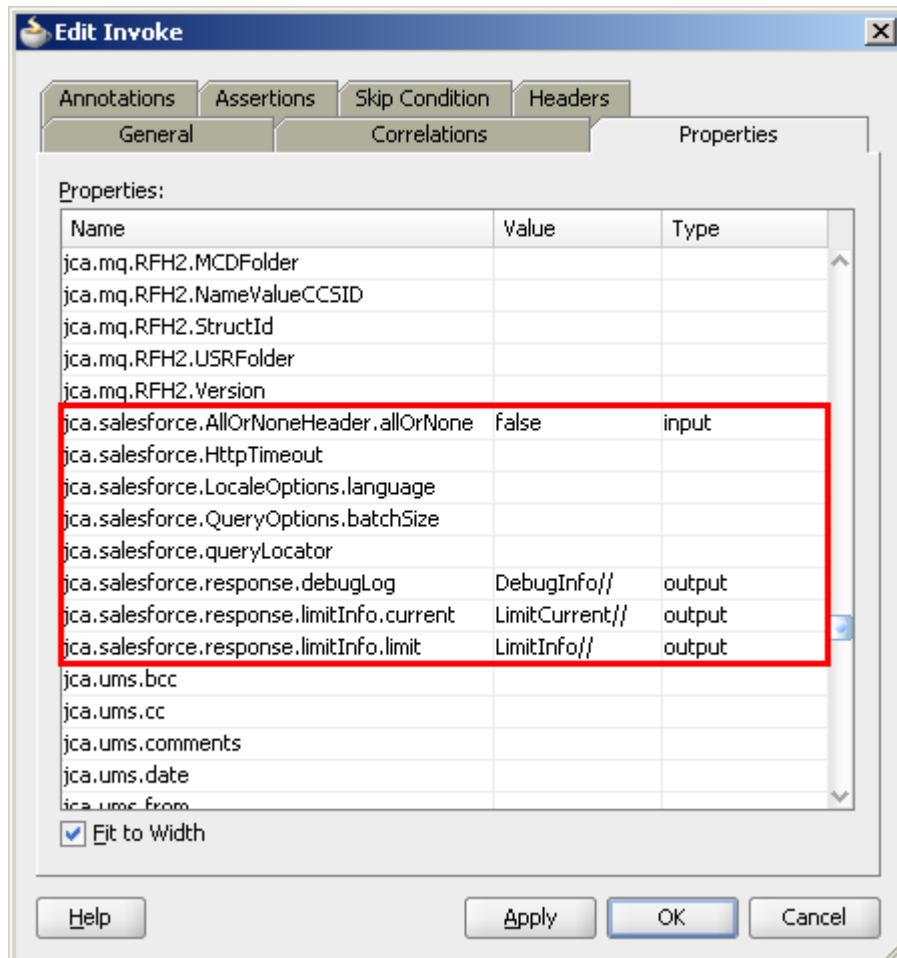 Edit Invoke
Annotations Assertions Skip Condition Headers
General Correlations Properties
Properties:
Name Value Type
jca.mq.RFH2.MCDFolder
jca.mq.RFH2.NameValueCCSID
jca.mq.RFH2.StructId
jca.mq.RFH2.USRFolder
jca.mq.RFH2.Version
jca.salesforce.AllOrNoneHeader.allOrNone false input
jca.salesforce.HttpTimeout
jca.salesforce.LocaleOptions.language
jca.salesforce.QueryOptions.batchSize
jca.salesforce.queryLocator
jca.salesforce.response.debugLog DebugInfo// output
jca.salesforce.response.limitInfo.current LimitCurrent// output
jca.salesforce.response.limitInfo.limit LimitInfo// output
jca.ums.bcc
jca.ums.cc
jca.ums.comments
jca.ums.date
jca.ums.from
Fit to Width
Help Apply OK Cancel